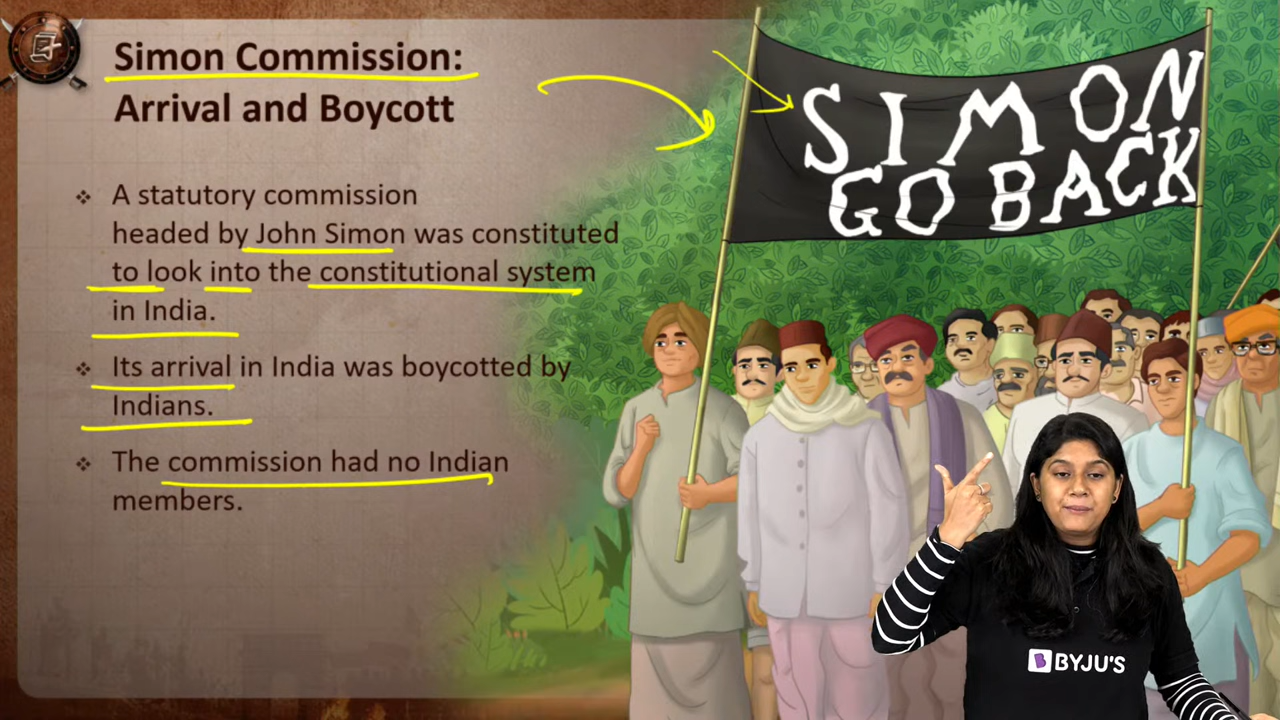 Simon Commission:
Arrival and Boycott
❖ A statutory commission
headed by John Simon was constituted
to look into the constitutional system
in India.
❖ Its arrival in India was boycotted by
Indians.
❖ The commission had no Indian
members.
SIMON
GO BACK
BYJU'S